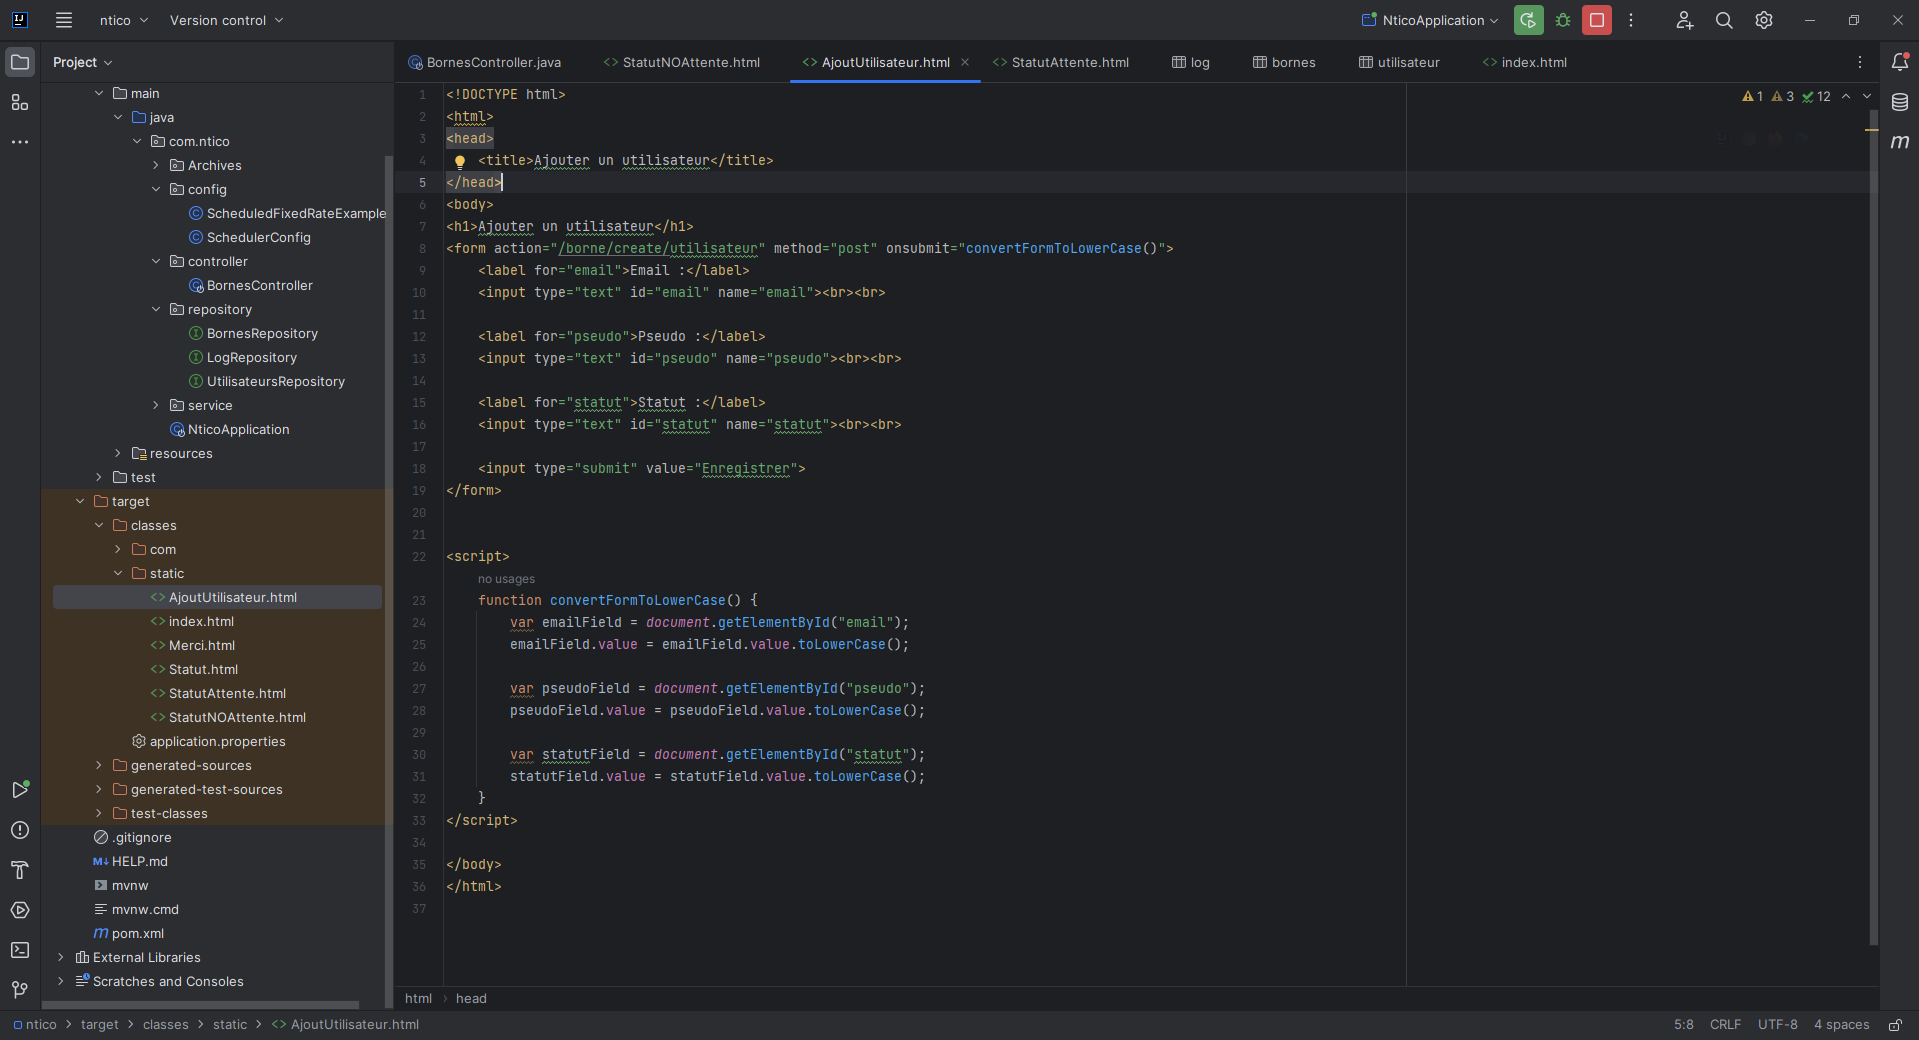 ntico
Version control
NticoApplication
Project
BornesController.java
StatutNOAttente.html
AjoutUtilisateur.html
StatutAttente.html
log
bornes
utilisateur
index.html
main
java
com.ntico
Archives
config
ScheduledFixedRateExample
SchedulerConfig
controller
BornesController
repository
BornesRepository
LogRepository
UtilisateursRepository
service
NticoApplication
resources
test
target
classes
com
static
AjoutUtilisateur.html
index.html
Merci.html
Statut.html
StatutAttente.html
StatutNOAttente.html
application.properties
generated-sources
generated-test-sources
test-classes
.gitignore
HELP.md
mvnw
mvnw.cmd
pom.xml
External Libraries
Scratches and Consoles
1 3 12
1 <!DOCTYPE html>
2 <html>
3 <head>
4 <title>Ajouter un utilisateur</title>
5 </head>
6 <body>
7 <h1>Ajouter un utilisateur</h1>
8 <form action="/borne/create/utilisateur" method="post" onsubmit="convertFormToLowerCase()">
9 <label for="email">Email :</label>
10 <input type="text" id="email" name="email"><br><br>
11
12 <label for="pseudo">Pseudo :</label>
13 <input type="text" id="pseudo" name="pseudo"><br><br>
14
15 <label for="statut">Statut :</label>
16 <input type="text" id="statut" name="statut"><br><br>
17
18 <input type="submit" value="Enregistrer">
19 </form>
20
21
22 <script>
no usages
23 function convertFormToLowerCase() {
24 var emailField = document.getElementById("email");
25 emailField.value = emailField.value.toLowerCase();
26
27 var pseudoField = document.getElementById("pseudo");
28 pseudoField.value = pseudoField.value.toLowerCase();
29
30 var statutField = document.getElementById("statut");
31 statutField.value = statutField.value.toLowerCase();
32 }
33 </script>
34
35 </body>
36 </html>
37
html › head
ntico > target > classes > static > AjoutUtilisateur.html
5:8 CRLF UTF-8 4 spaces